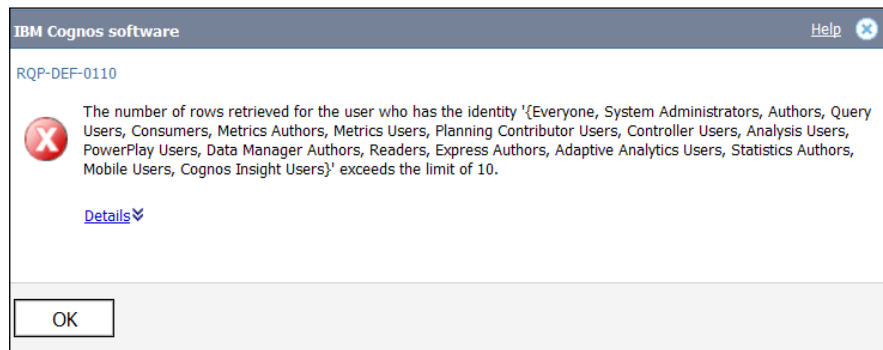 IBM Cognos software Help
RQP-DEF-0110
The number of rows retrieved for the user who has the identity '{Everyone, System Administrators, Authors, Query
Users, Consumers, Metrics Authors, Metrics Users, Planning Contributor Users, Controller Users, Analysis Users,
PowerPlay Users, Data Manager Authors, Readers, Express Authors, Adaptive Analytics Users, Statistics Authors,
Mobile Users, Cognos Insight Users}' exceeds the limit of 10.
Details
OK